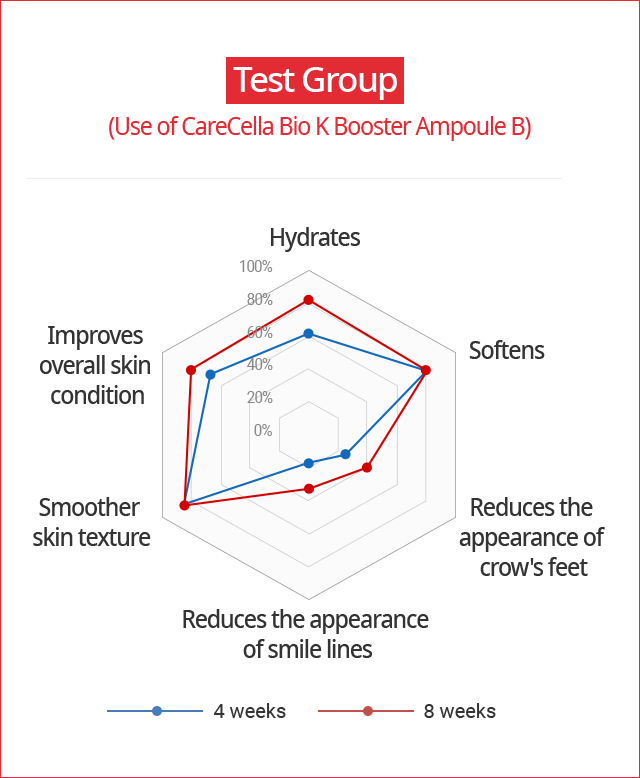 Test Group
(Use of CareCella Bio K Booster Ampoule B)
Hydrates
100%
80%
60%
40%
20%
0%
Improves
overall skin
condition
Softens
Smoother
skin texture
Reduces the
appearance of
crow's feet
Reduces the appearance
of smile lines
4 weeks
8 weeks